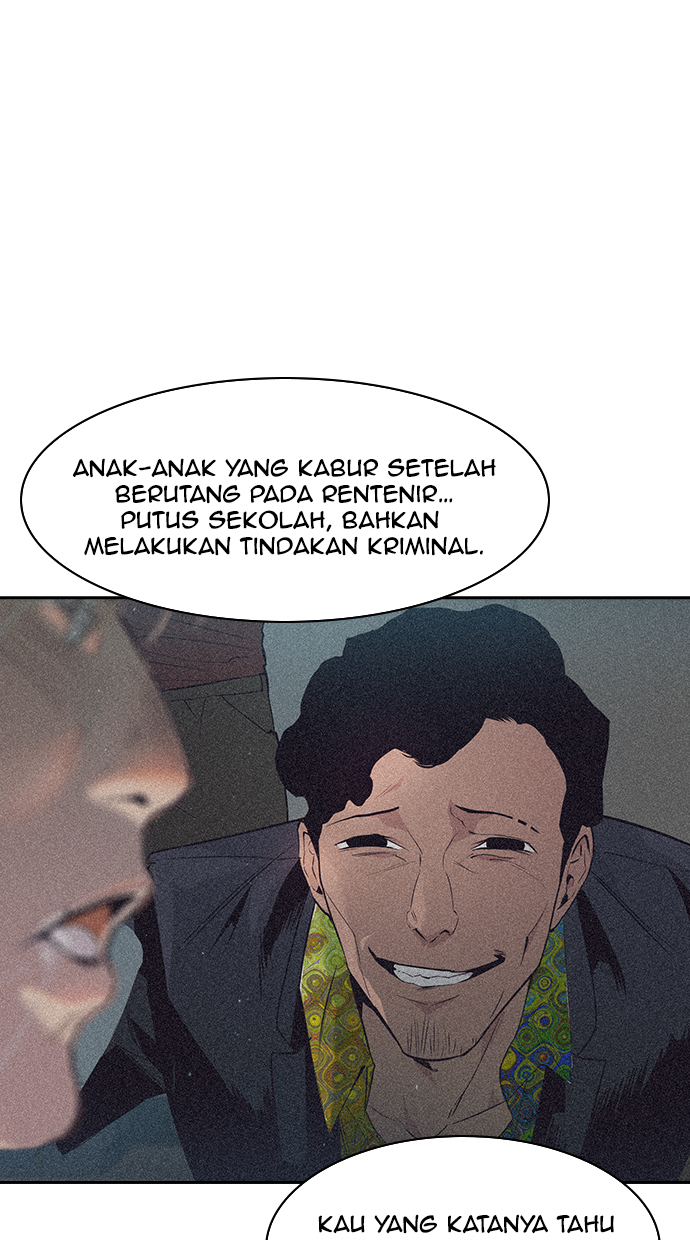 ANAK-ANAK YANG KABUR SETELAH
BERUTANG PADA RENTENIR...
PUTUS SEKOLAH, BAHKAN
MELAKUKAN TINDAKAN KRIMINAL.
KAU YANG KATANYA TAHU